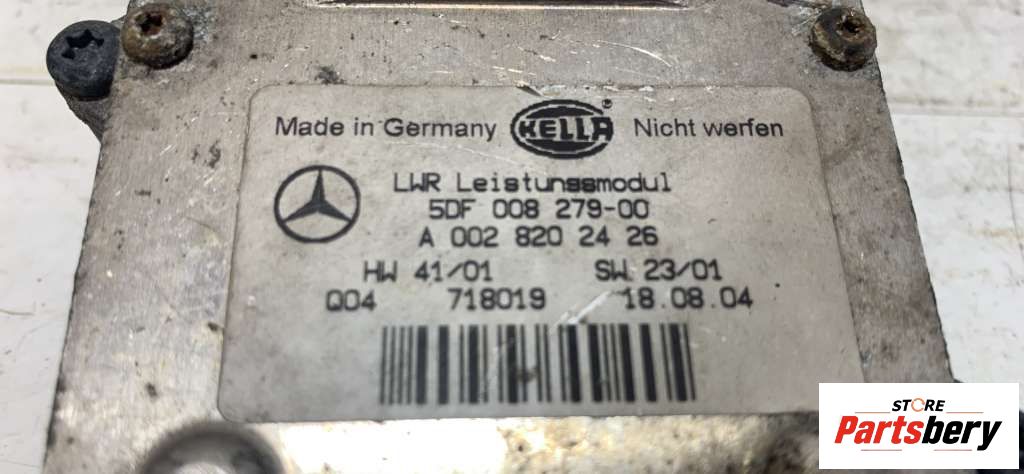 Made in Germany HELLA ® Nicht werfen
LWR Leistungsmodul
5DF 008 279-00
A 002 820 24 26
HW 41/01 SW 23/01
Q04 718019 18.08.04
STORE
Partsbery